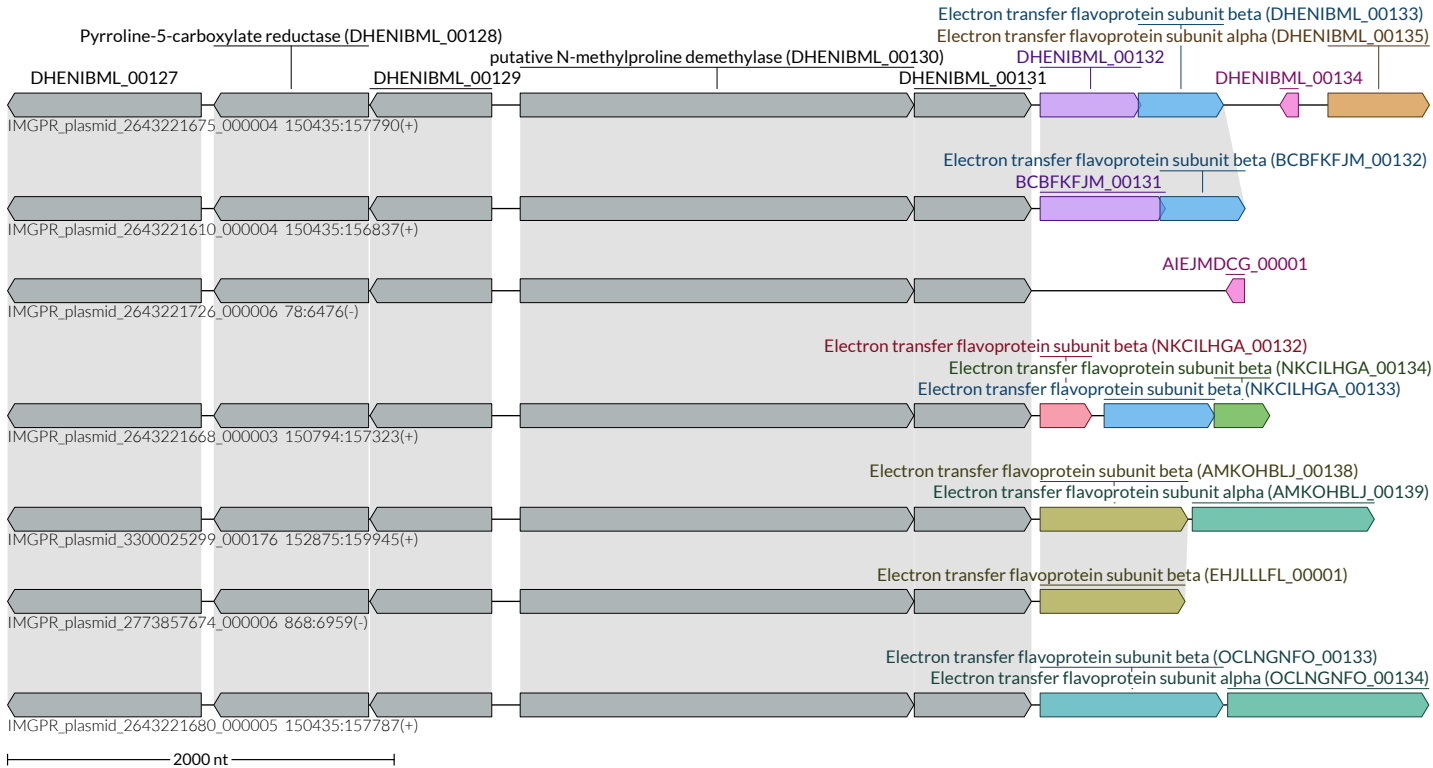 Electron transfer flavoprotein subunit beta (DHENIBML_00133)
Pyrroline-5-carboxylate reductase (DHENIBML_00128)
Electron transfer flavoprotein subunit alpha (DHENIBML_00135)
putative N-methylproline demethylase (DHENIBML_00130)
DHENIBML_00132
DHENIBML_00127
DHENIBML_00129
DHENIBML_00131
DHENIBML_00134
IMGPR_plasmid_2643221675_000004 150435:157790(+)
Electron transfer flavoprotein subunit beta (BCBFKFJM_00132)
BCBFKFJM_00131
IMGPR_plasmid_2643221610_000004 150435:156837(+)
AIEJMDCG_00001
IMGPR_plasmid_2643221726_000006 78:6476(-)
Electron transfer flavoprotein subunit beta (NKCILHGA_00132)
Electron transfer flavoprotein subunit beta (NKCILHGA_00134)
Electron transfer flavoprotein subunit beta (NKCILHGA_00133)
IMGPR_plasmid_2643221668_000003 150794:157323(+)
Electron transfer flavoprotein subunit beta (AMKOHBLJ_00138)
Electron transfer flavoprotein subunit alpha (AMKOHBLJ_00139)
IMGPR_plasmid_3300025299_000176 152875:159945(+)
Electron transfer flavoprotein subunit beta (EHJLLLFL_00001)
IMGPR_plasmid_2773857674_000006 868:6959(-)
Electron transfer flavoprotein subunit beta (OCLNGNFO_00133)
Electron transfer flavoprotein subunit alpha (OCLNGNFO_00134)
IMGPR_plasmid_2643221680_000005 150435:157787(+)
2000 nt